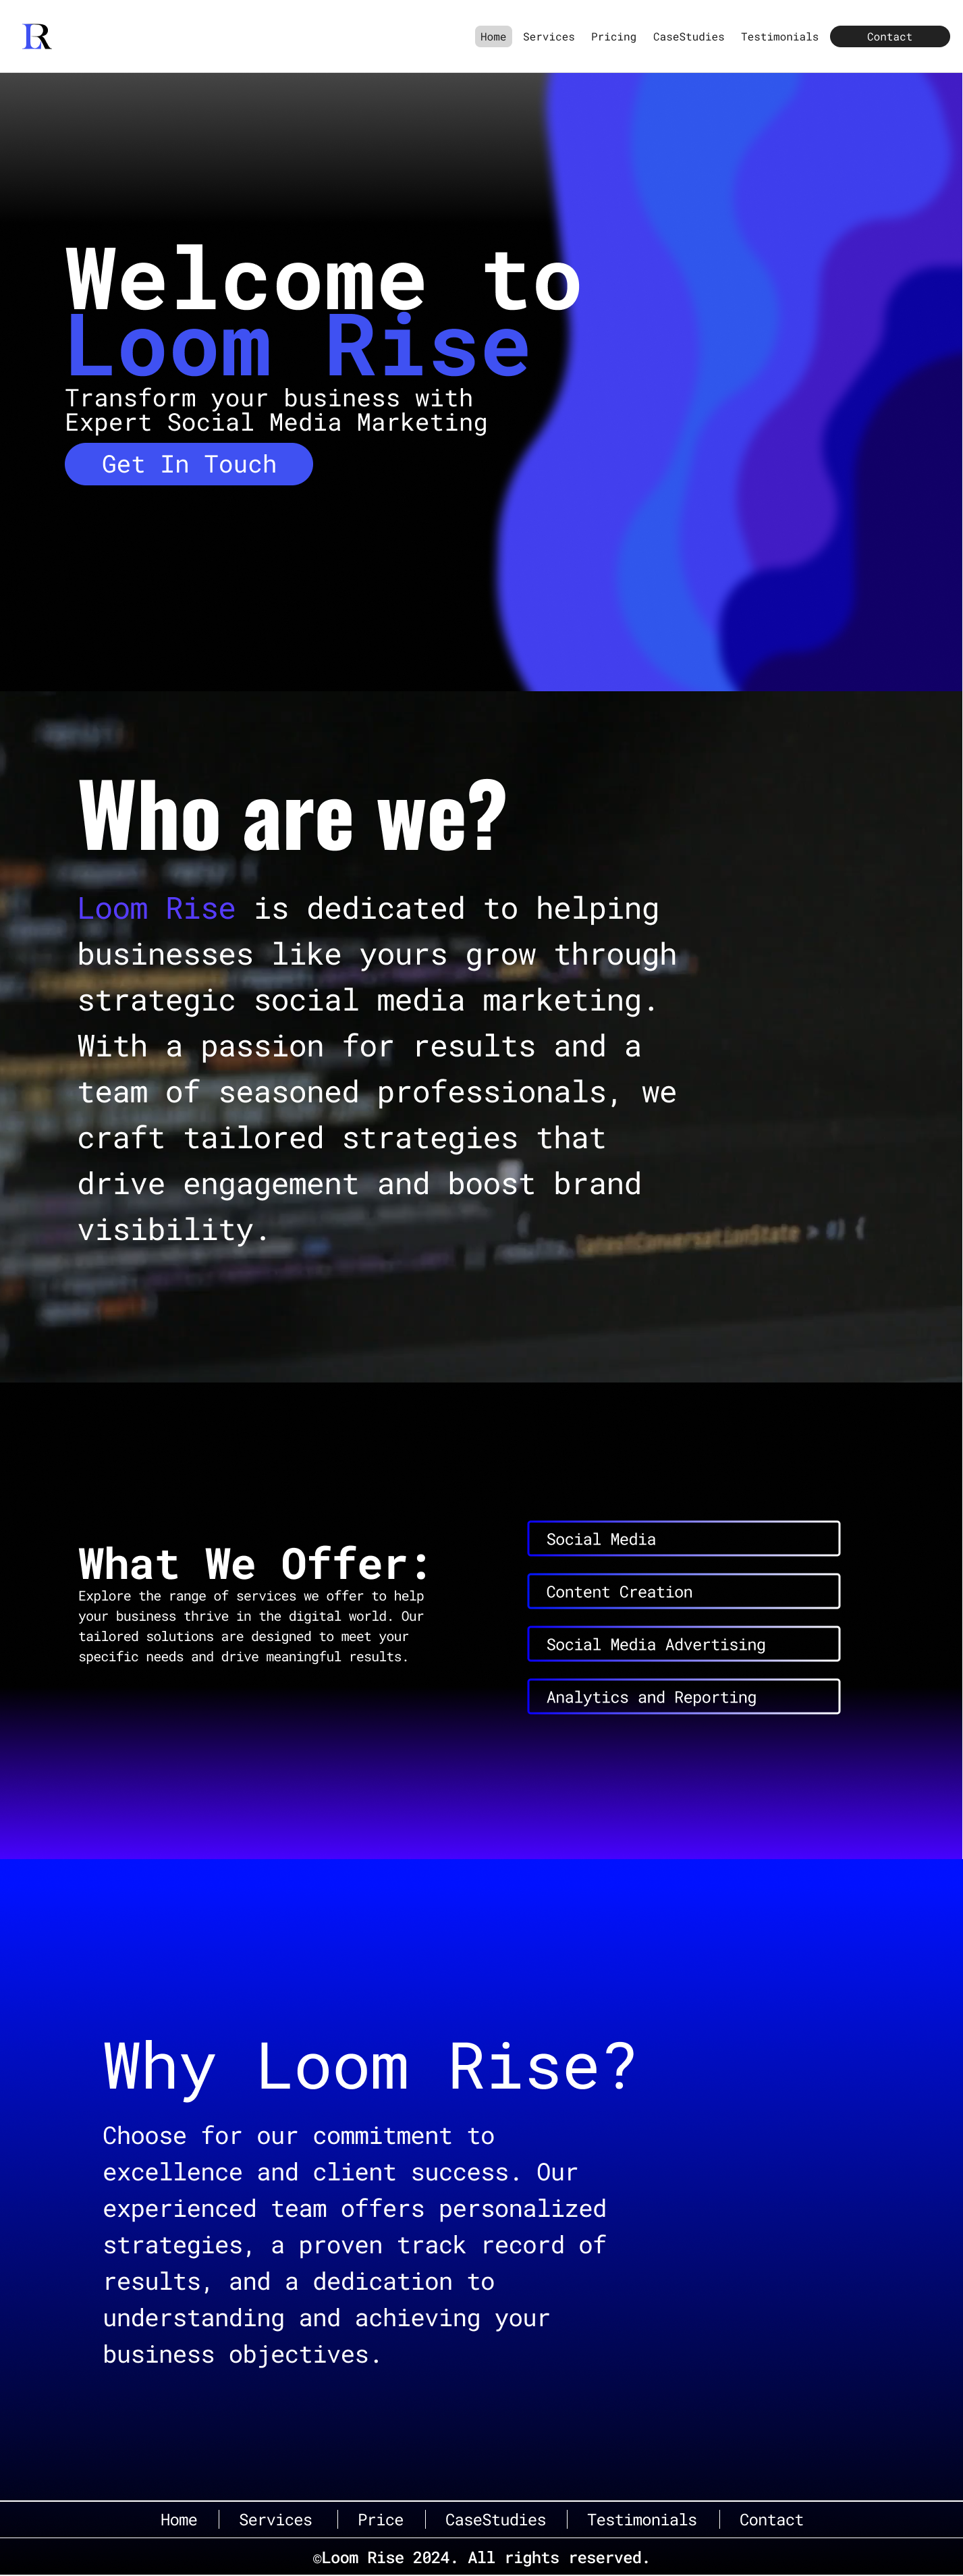 LR
Home Services Pricing CaseStudies Testimonials Contact
Welcome to
Loom Rise
Transform your business with
Expert Social Media Marketing
Get In Touch
Who are we?
Loom Rise is dedicated to helping
businesses like yours grow through
strategic social media marketing.
With a passion for results and a
team of seasoned professionals, we
craft tailored strategies that
drive engagement and boost brand
visibility.
latestConversationState > 0) {
What We Offer:
Explore the range of services we offer to help
your business thrive in the digital world. Our
tailored solutions are designed to meet your
specific needs and drive meaningful results.
Social Media
Content Creation
Social Media Advertising
Analytics and Reporting
Why Loom Rise?
Choose for our commitment to
excellence and client success. Our
experienced team offers personalized
strategies, a proven track record of
results, and a dedication to
understanding and achieving your
business objectives.
Home Services Price CaseStudies Testimonials Contact
©Loom Rise 2024. All rights reserved.